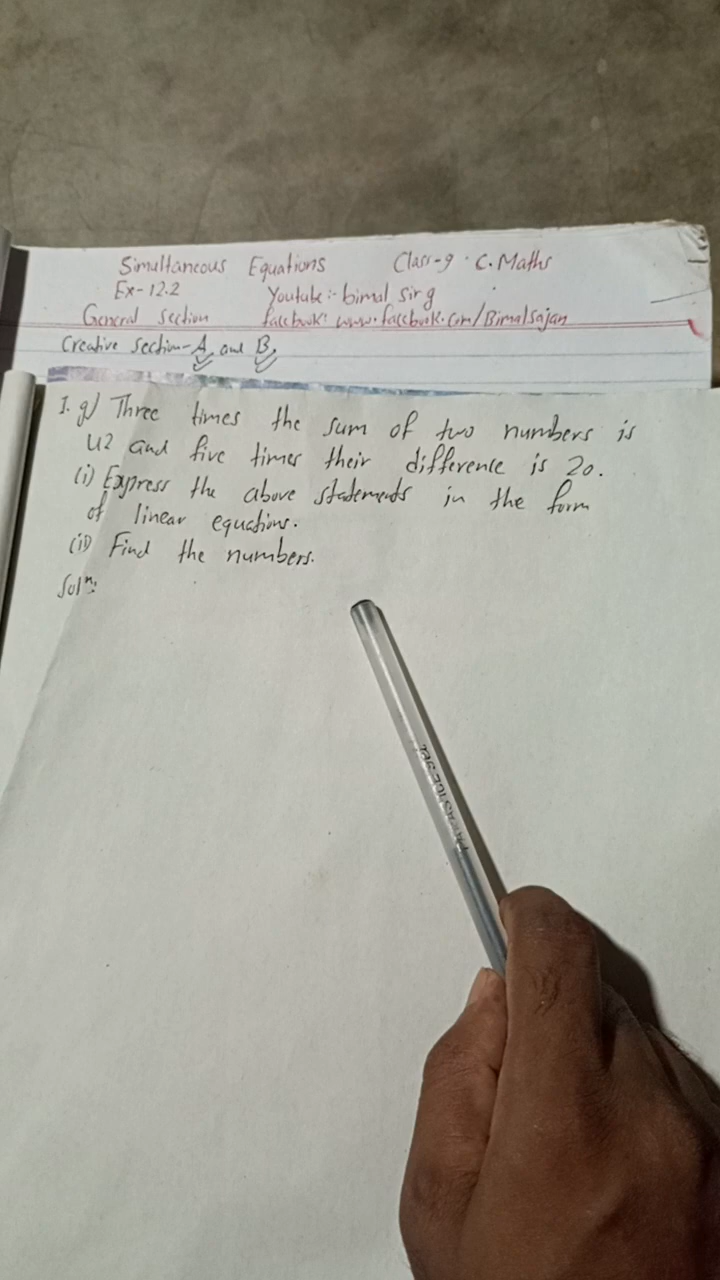 Simultaneous Equations Class-9 C. Maths
Ex-12.2 Youtube:- bimal sir g
General Section facebook: www.facebook.com/Bimalsajan
Creative section-A and B
1. g) Three times the sum of two numbers is
42 and five times their difference is 20.
(i) Express the above statements in the form
of linear equations.
(ii) Find the numbers.
Solⁿ: